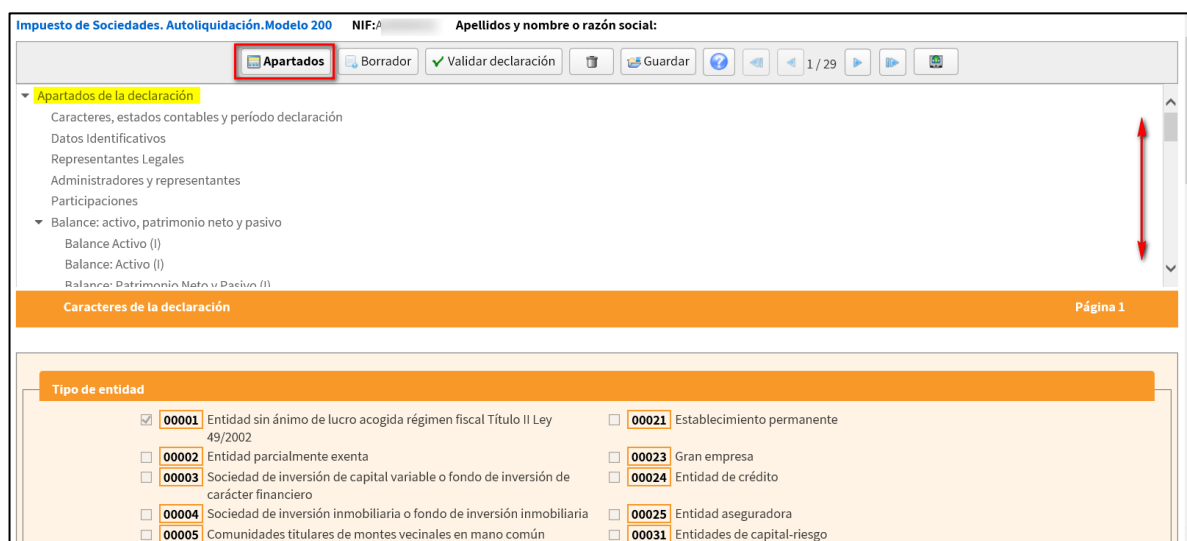 Impuesto de Sociedades. Autoliquidación.Modelo 200 NIF:A Apellidos y nombre o razón social:
Apartados Borrador Validar declaración Guardar 1 / 29
Apartados de la declaración
Caracteres, estados contables y período declaración
Datos Identificativos
Representantes Legales
Administradores y representantes
Participaciones
Balance: activo, patrimonio neto y pasivo
Balance Activo (I)
Balance: Activo (I)
Balance: Patrimonio Neto y Pasivo (I)
Caracteres de la declaración Página 1
Tipo de entidad
00001 Entidad sin ánimo de lucro acogida régimen fiscal Título II Ley 00021 Establecimiento permanente
49/2002
00002 Entidad parcialmente exenta 00023 Gran empresa
00003 Sociedad de inversión de capital variable o fondo de inversión de 00024 Entidad de crédito
carácter financiero
00004 Sociedad de inversión inmobiliaria o fondo de inversión inmobiliaria 00025 Entidad aseguradora
00005 Comunidades titulares de montes vecinales en mano común 00031 Entidades de capital-riesgo